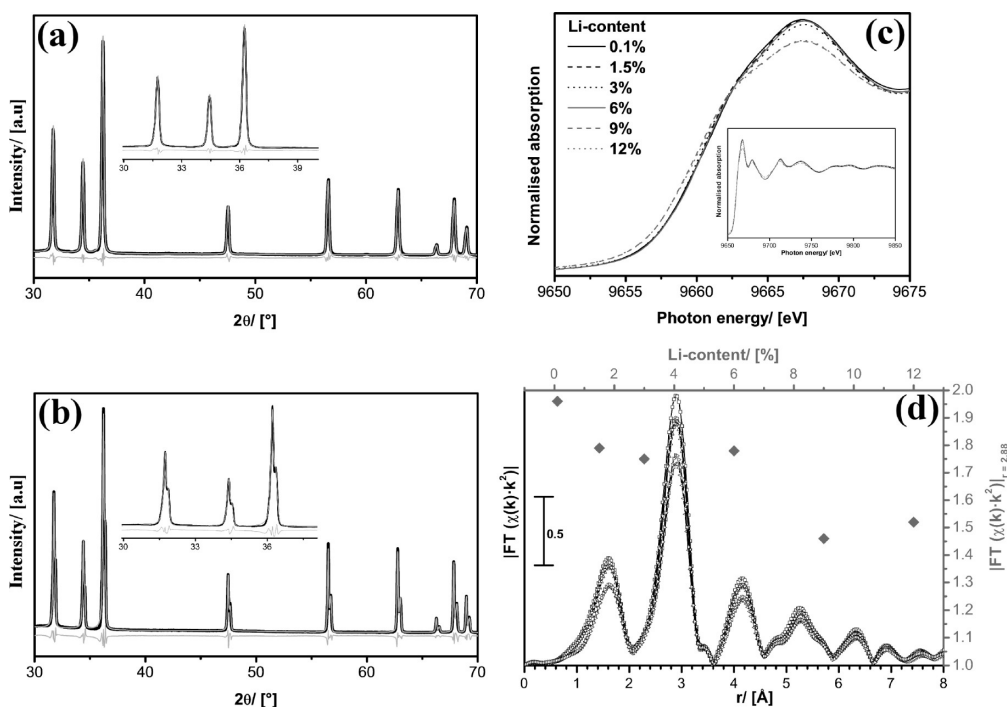 (a)
Intensity/ [a.u]
30 33 36 39
30 40 50 60 70
2θ/ [°]
(c)
Li-content
0.1%
1.5%
3%
6%
9%
12%
Normalised absorption
Normalised absorption
9650 9700 9750 9800 9850
Photon energy/ [eV]
9650 9655 9660 9665 9670 9675
Photon energy/ [eV]
(b)
Intensity/ [a.u]
30 33 36
30 40 50 60 70
2θ/ [°]
Li-content/ [%]
0 2 4 6 8 10 12
(d)
|FT (χ(k)·k²)|
0.5
2.0
1.9
1.8
1.7
1.6
1.5
1.4
1.3
1.2
1.1
1.0
|FT (χ(k)·k²)|r = 2.88
0 1 2 3 4 5 6 7 8
r/ [Å]